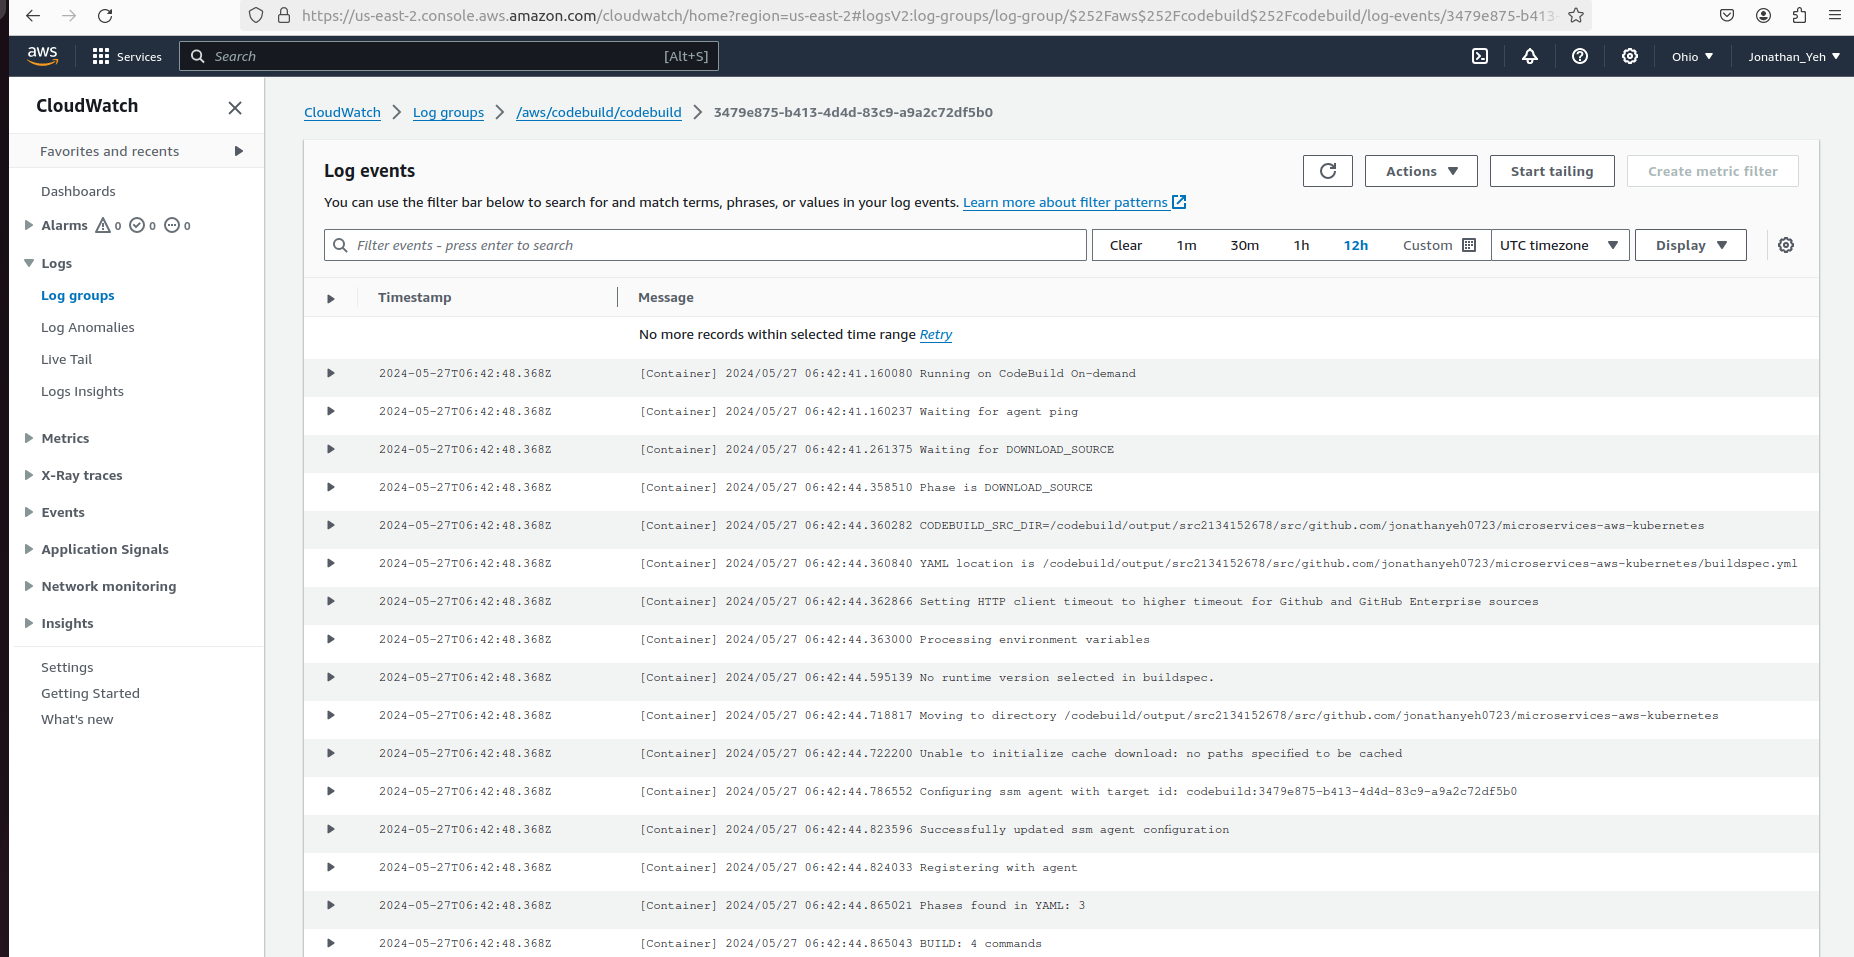 https://us-east-2.console.aws.amazon.com/cloudwatch/home?region=us-east-2#logsV2:log-groups/log-group/$252Faws$252Fcodebuild$252Fcodebuild/log-events/3479e875-b413-
aws
Services
Search
[Alt+S]
Ohio
Jonathan_Yeh
CloudWatch
Favorites and recents
Dashboards
Alarms 0 0 0
Logs
Log groups
Log Anomalies
Live Tail
Logs Insights
Metrics
X-Ray traces
Events
Application Signals
Network monitoring
Insights
Settings
Getting Started
What's new
CloudWatch > Log groups > /aws/codebuild/codebuild > 3479e875-b413-4d4d-83c9-a9a2c72df5b0
Log events
Actions
Start tailing
Create metric filter
You can use the filter bar below to search for and match terms, phrases, or values in your log events. Learn more about filter patterns
Filter events - press enter to search
Clear 1m 30m 1h 12h Custom
UTC timezone
Display
Timestamp Message
No more records within selected time range Retry
2024-05-27T06:42:48.368Z [Container] 2024/05/27 06:42:41.160080 Running on CodeBuild On-demand
2024-05-27T06:42:48.368Z [Container] 2024/05/27 06:42:41.160237 Waiting for agent ping
2024-05-27T06:42:48.368Z [Container] 2024/05/27 06:42:41.261375 Waiting for DOWNLOAD_SOURCE
2024-05-27T06:42:48.368Z [Container] 2024/05/27 06:42:44.358510 Phase is DOWNLOAD_SOURCE
2024-05-27T06:42:48.368Z [Container] 2024/05/27 06:42:44.360282 CODEBUILD_SRC_DIR=/codebuild/output/src2134152678/src/github.com/jonathanyeh0723/microservices-aws-kubernetes
2024-05-27T06:42:48.368Z [Container] 2024/05/27 06:42:44.360840 YAML location is /codebuild/output/src2134152678/src/github.com/jonathanyeh0723/microservices-aws-kubernetes/buildspec.yml
2024-05-27T06:42:48.368Z [Container] 2024/05/27 06:42:44.362866 Setting HTTP client timeout to higher timeout for Github and GitHub Enterprise sources
2024-05-27T06:42:48.368Z [Container] 2024/05/27 06:42:44.363000 Processing environment variables
2024-05-27T06:42:48.368Z [Container] 2024/05/27 06:42:44.595139 No runtime version selected in buildspec.
2024-05-27T06:42:48.368Z [Container] 2024/05/27 06:42:44.718817 Moving to directory /codebuild/output/src2134152678/src/github.com/jonathanyeh0723/microservices-aws-kubernetes
2024-05-27T06:42:48.368Z [Container] 2024/05/27 06:42:44.722200 Unable to initialize cache download: no paths specified to be cached
2024-05-27T06:42:48.368Z [Container] 2024/05/27 06:42:44.786552 Configuring ssm agent with target id: codebuild:3479e875-b413-4d4d-83c9-a9a2c72df5b0
2024-05-27T06:42:48.368Z [Container] 2024/05/27 06:42:44.823596 Successfully updated ssm agent configuration
2024-05-27T06:42:48.368Z [Container] 2024/05/27 06:42:44.824033 Registering with agent
2024-05-27T06:42:48.368Z [Container] 2024/05/27 06:42:44.865021 Phases found in YAML: 3
2024-05-27T06:42:48.368Z [Container] 2024/05/27 06:42:44.865043 BUILD: 4 commands